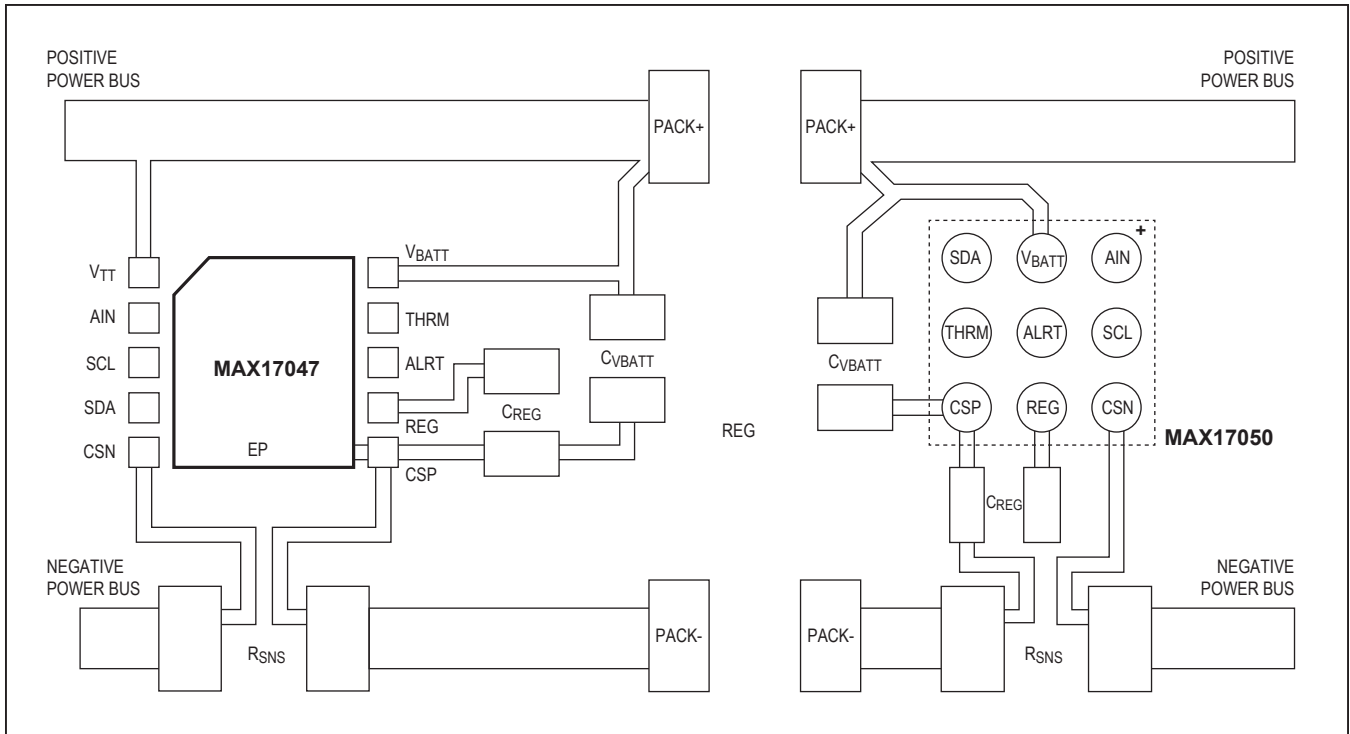 POSITIVE
POWER BUS
PACK+
VTT
AIN
SCL
SDA
CSN
MAX17047
EP
VBATT
THRM
ALRT
REG
CSP
CREG
CVBATT
NEGATIVE
POWER BUS
RSNS
PACK-
REG
PACK+
POSITIVE
POWER BUS
CVBATT
+
SDA
VBATT
AIN
THRM
ALRT
SCL
CSP
REG
CSN
MAX17050
CREG
PACK-
RSNS
NEGATIVE
POWER BUS